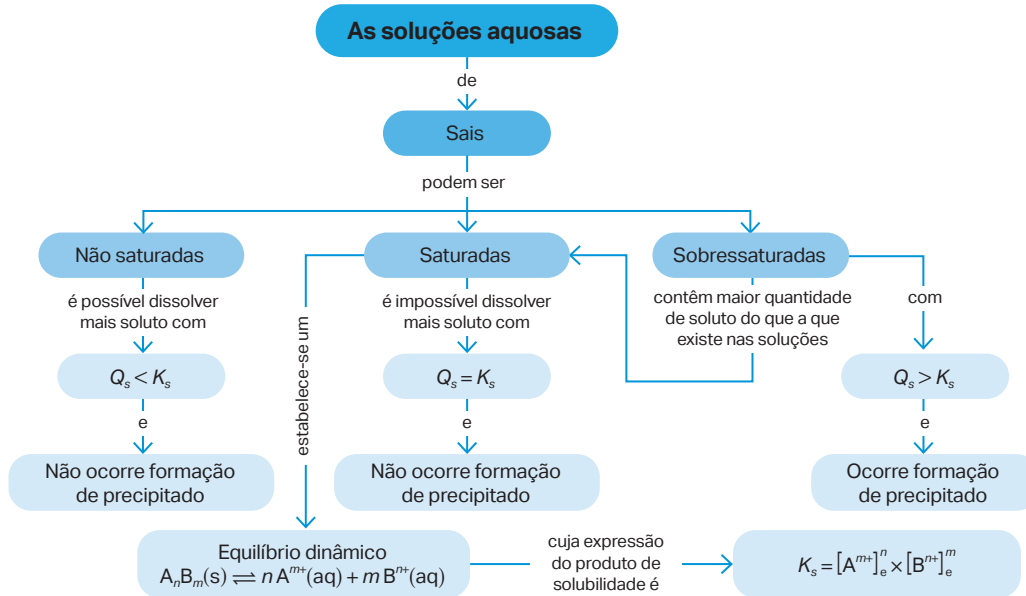 As soluções aquosas
de
Sais
podem ser
Não saturadas
é possível dissolver
mais soluto com
Qₛ < Kₛ
e
Não ocorre formação
de precipitado
Saturadas
é impossível dissolver
mais soluto com
Qₛ = Kₛ
e
Não ocorre formação
de precipitado
Sobressaturadas
contêm maior quantidade
de soluto do que a que
existe nas soluções
com
Qₛ > Kₛ
e
Ocorre formação
de precipitado
estabelece-se um
Equilíbrio dinâmico
AₙBₘ(s) ⇌ n Aᵐ⁺(aq) + m Bⁿ⁺(aq)
cuja expressão
do produto de
solubilidade é
Kₛ = [Aᵐ⁺]ₑⁿ × [Bⁿ⁺]ₑᵐ